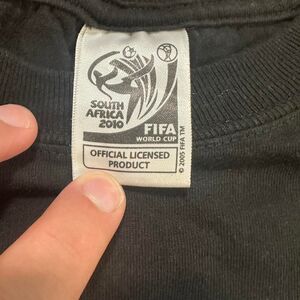 SOUTH
AFRICA
2010
FIFA
WORLD CUP
OFFICIAL LICENSED
PRODUCT
© 2005 FIFA TM